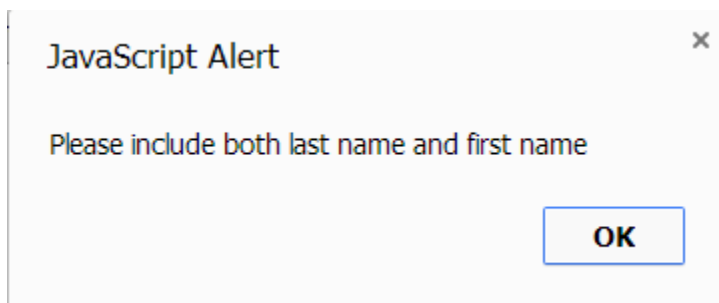 JavaScript Alert
Please include both last name and first name
OK